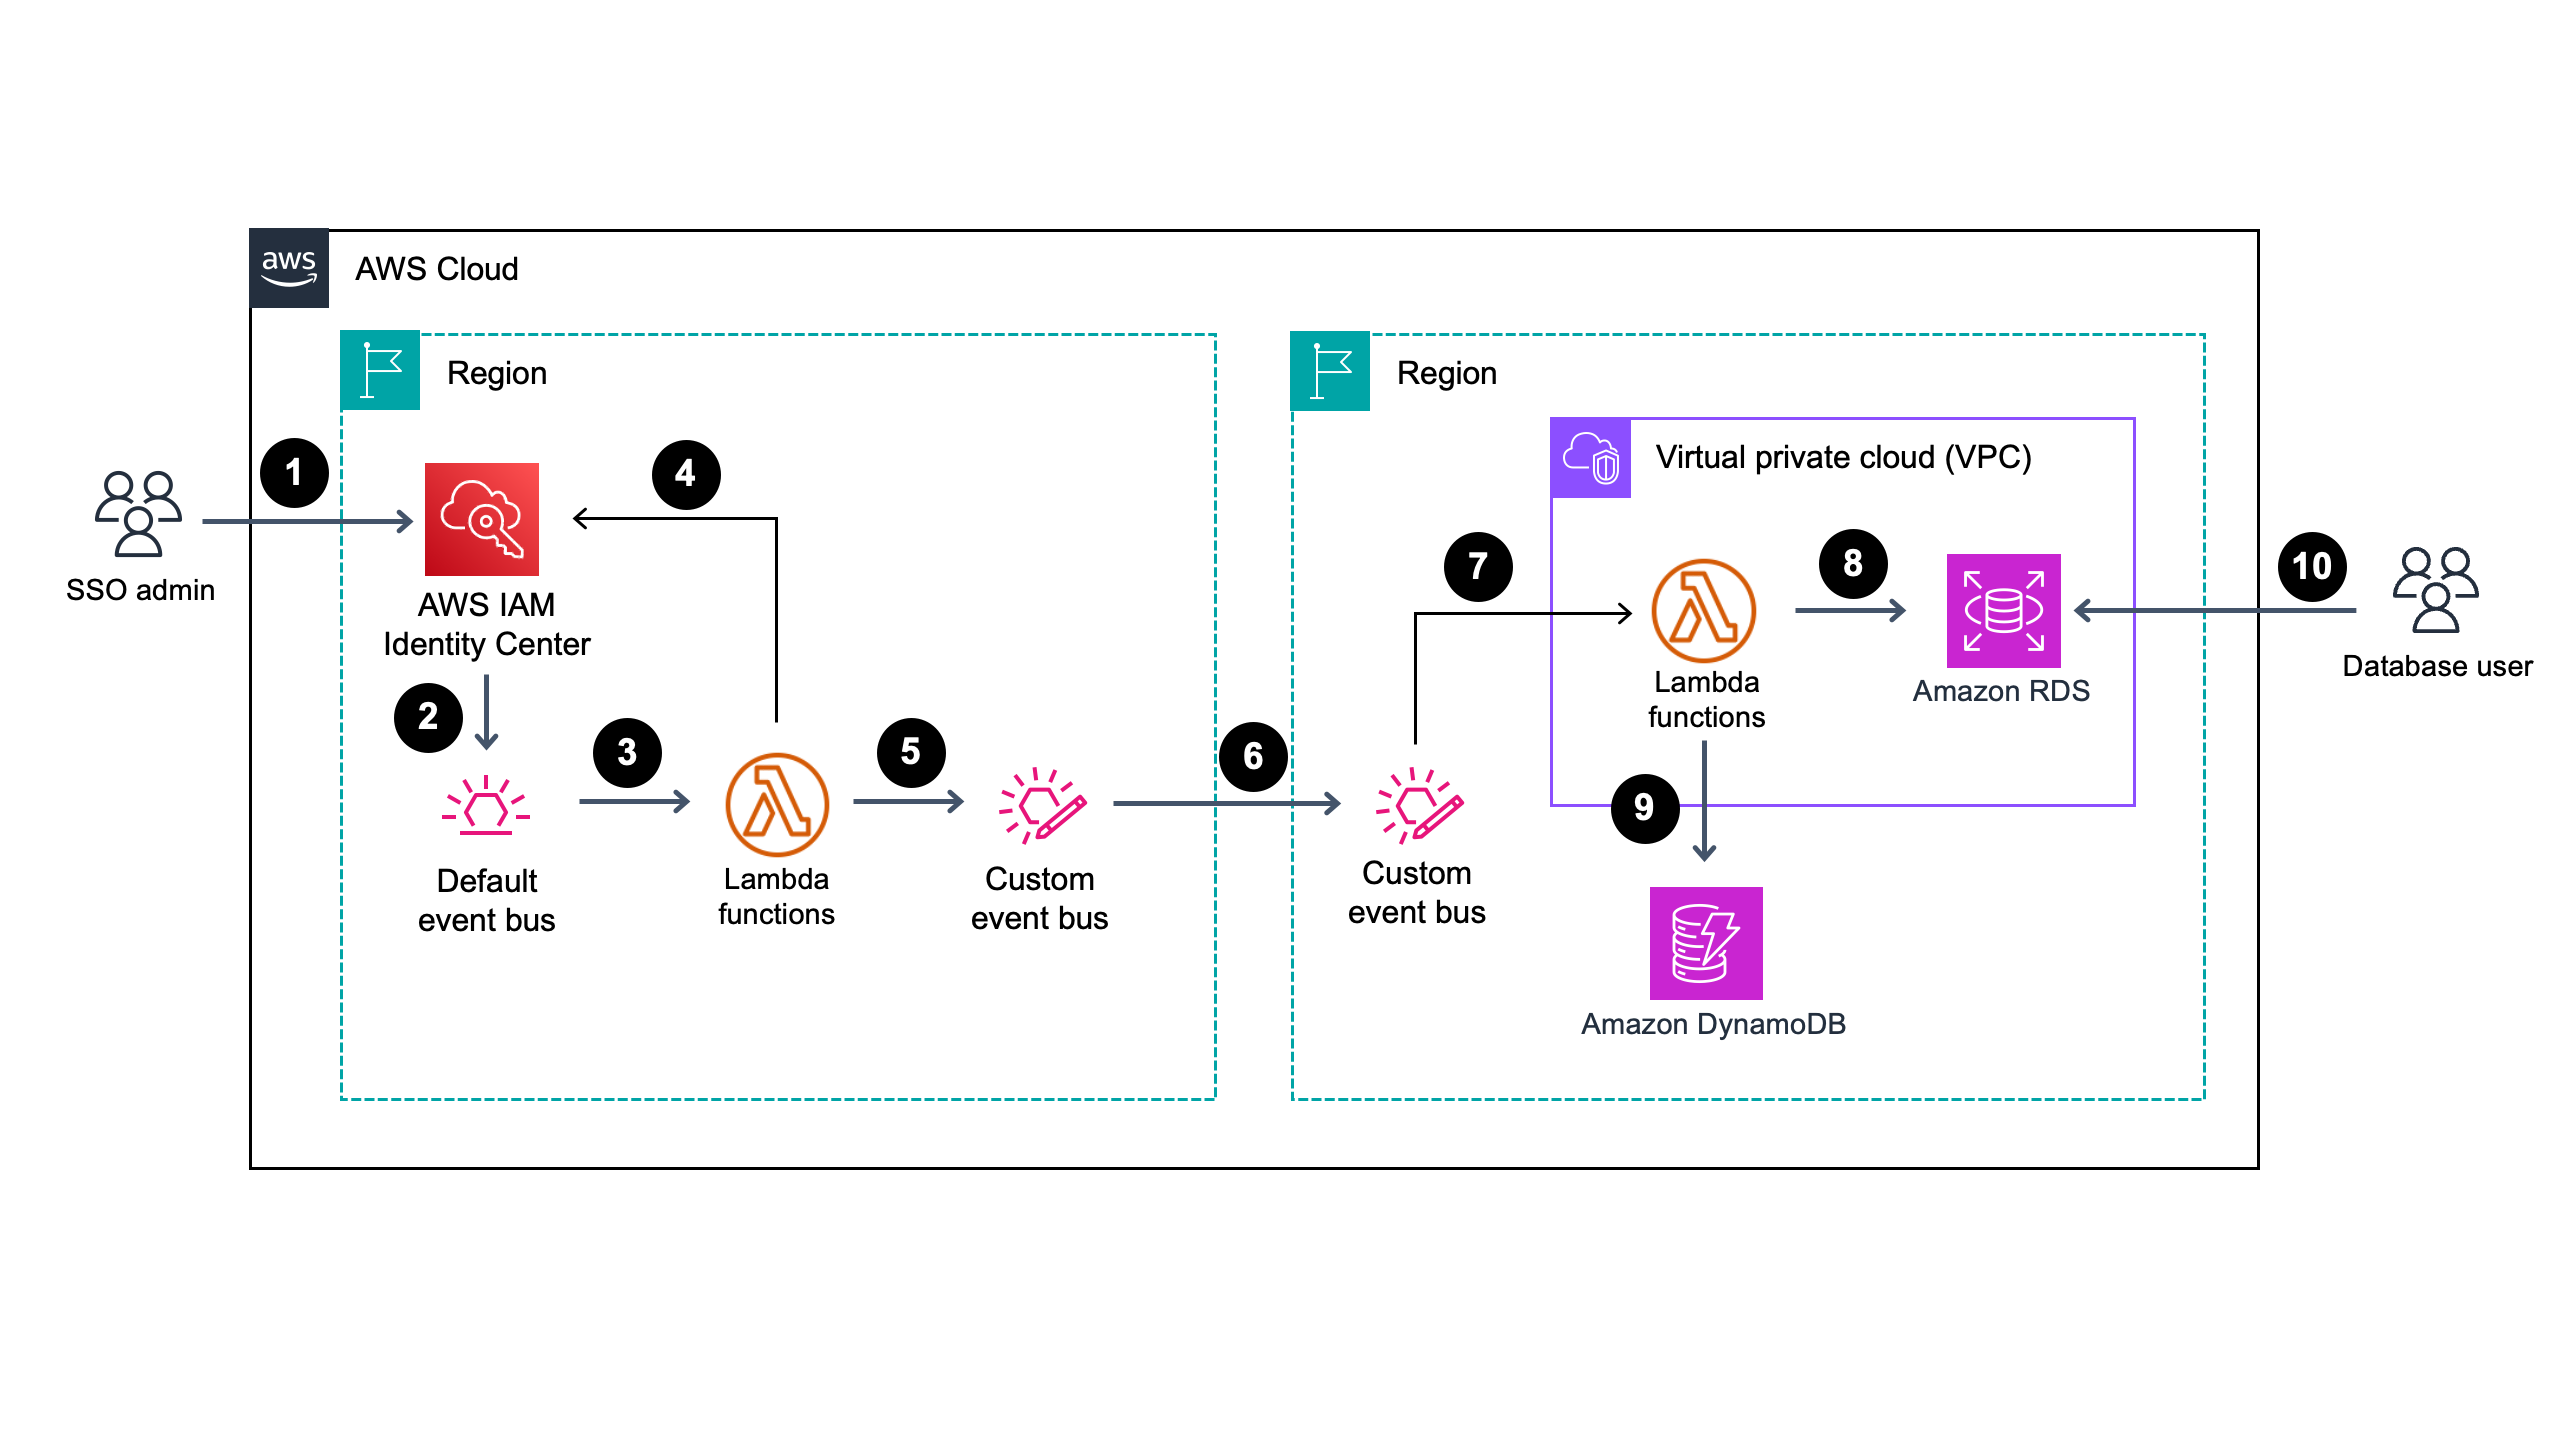 aws
AWS Cloud
Region
1
SSO admin
AWS IAM
Identity Center
4
2
3
5
Default
event bus
Lambda
functions
Custom
event bus
6
Region
Virtual private cloud (VPC)
7
8
10
Lambda
functions
Amazon RDS
Database user
9
Custom
event bus
Amazon DynamoDB